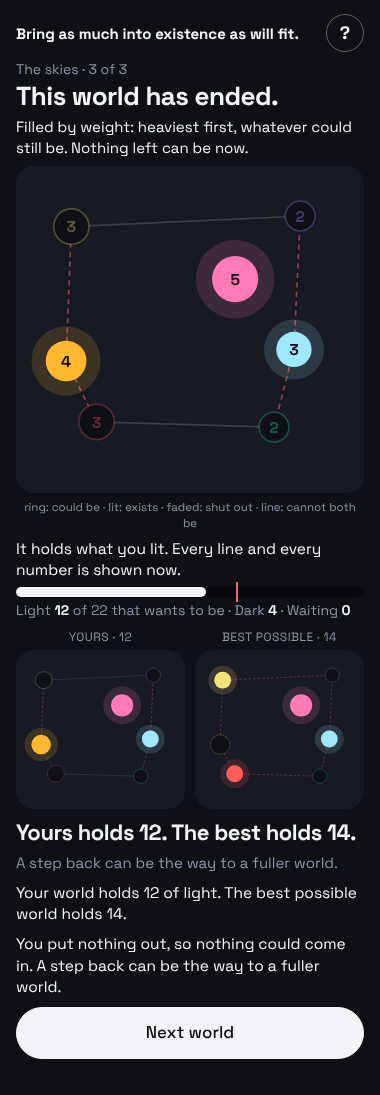 Bring as much into existence as will fit.
?
The skies · 3 of 3
This world has ended.
Filled by weight: heaviest first, whatever could
still be. Nothing left can be now.
3
2
5
4
3
3
2
ring: could be · lit: exists · faded: shut out · line: cannot both
be
It holds what you lit. Every line and every
number is shown now.
Light 12 of 22 that wants to be · Dark 4 · Waiting 0
YOURS · 12
BEST POSSIBLE · 14
Yours holds 12. The best holds 14.
A step back can be the way to a fuller world.
Your world holds 12 of light. The best possible
world holds 14.
You put nothing out, so nothing could come
in. A step back can be the way to a fuller
world.
Next world